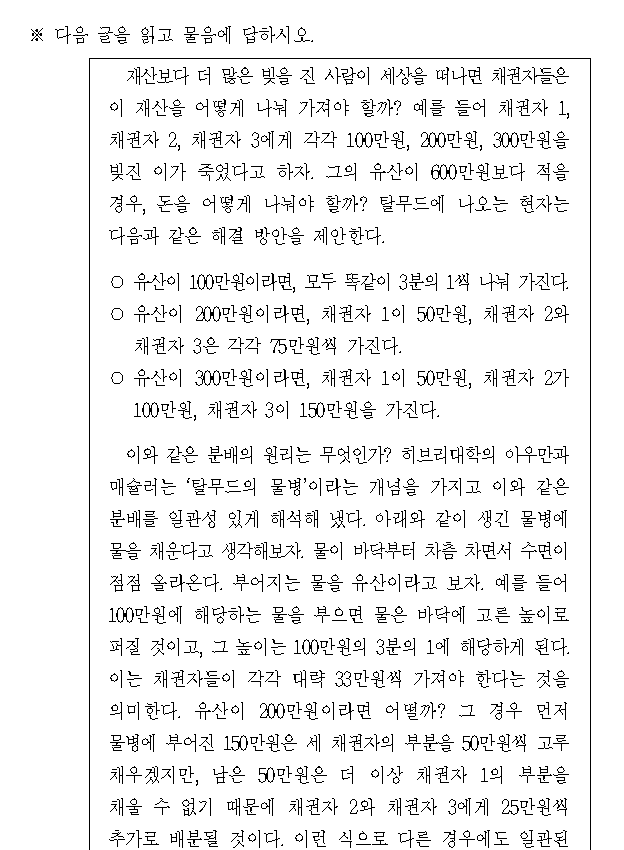 ※ 다음 글을 읽고 물음에 답하시오.
재산보다 더 많은 빚을 진 사람이 세상을 떠나면 채권자들은
이 재산을 어떻게 나눠 가져야 할까? 예를 들어 채권자 1,
채권자 2, 채권자 3에게 각각 100만원, 200만원, 300만원을
빚진 이가 죽었다고 하자. 그의 유산이 600만원보다 적을
경우, 돈을 어떻게 나눠야 할까? 탈무드에 나오는 현자는
다음과 같은 해결 방안을 제안한다.
○ 유산이 100만원이라면, 모두 똑같이 3분의 1씩 나눠 가진다.
○ 유산이 200만원이라면, 채권자 1이 50만원, 채권자 2와
채권자 3은 각각 75만원씩 가진다.
○ 유산이 300만원이라면, 채권자 1이 50만원, 채권자 2가
100만원, 채권자 3이 150만원을 가진다.
이와 같은 분배의 원리는 무엇인가? 히브리대학의 아우만과
매슐러는 ‘탈무드의 물병’이라는 개념을 가지고 이와 같은
분배를 일관성 있게 해석해 냈다. 아래와 같이 생긴 물병에
물을 채운다고 생각해보자. 물이 바닥부터 차츰 차면서 수면이
점점 올라온다. 부어지는 물을 유산이라고 보자. 예를 들어
100만원에 해당하는 물을 부으면 물은 바닥에 고른 높이로
퍼질 것이고, 그 높이는 100만원의 3분의 1에 해당하게 된다.
이는 채권자들이 각각 대략 33만원씩 가져야 한다는 것을
의미한다. 유산이 200만원이라면 어떨까? 그 경우 먼저
물병에 부어진 150만원은 세 채권자의 부분을 50만원씩 고루
채우겠지만, 남은 50만원은 더 이상 채권자 1의 부분을
채울 수 없기 때문에 채권자 2와 채권자 3에게 25만원씩
추가로 배분될 것이다. 이런 식으로 다른 경우에도 일관된